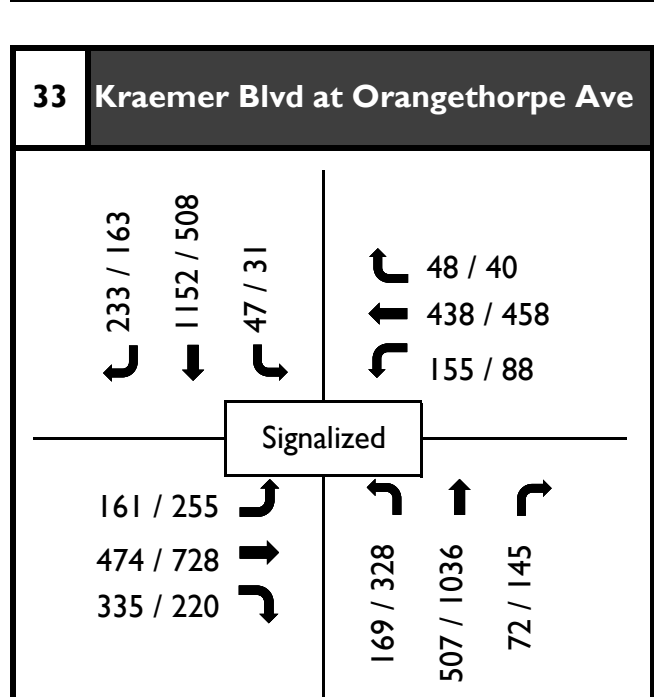 33 Kraemer Blvd at Orangethorpe Ave
233 / 163
1152 / 508
47 / 31
48 / 40
438 / 458
155 / 88
Signalized
161 / 255
474 / 728
335 / 220
169 / 328
507 / 1036
72 / 145